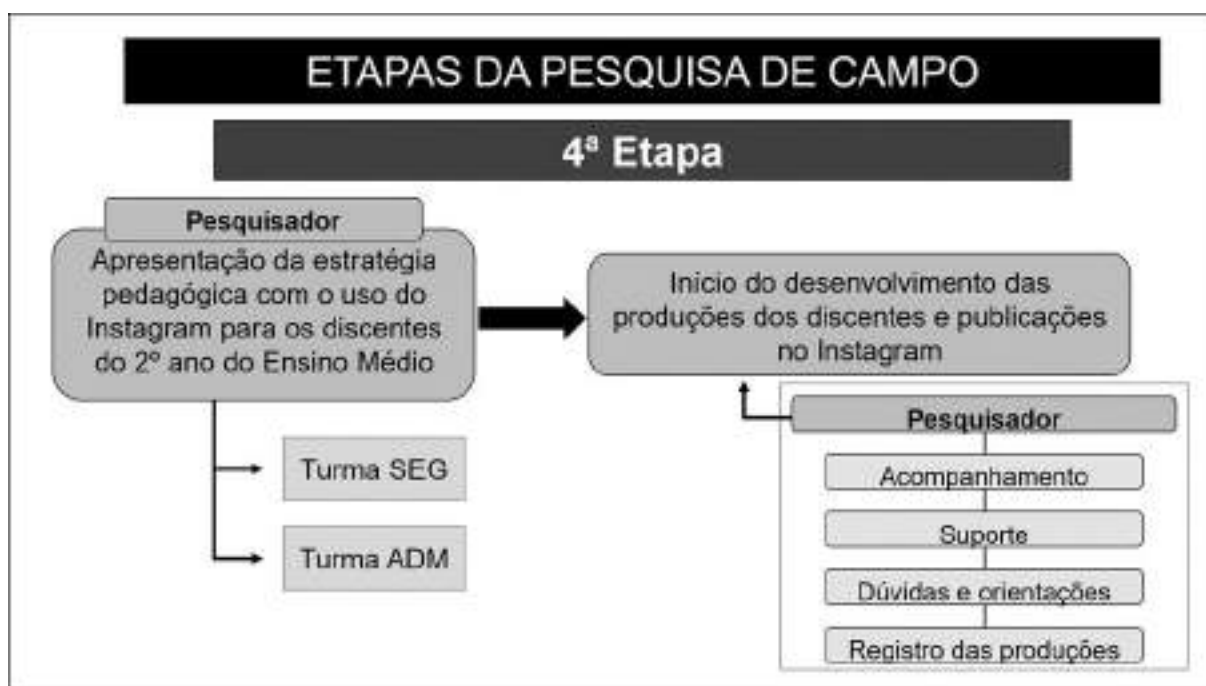 ETAPAS DA PESQUISA DE CAMPO
4ª Etapa
Pesquisador
Apresentação da estratégia
pedagógica com o uso do
Instagram para os discentes
do 2º ano do Ensino Médio
Turma SEG
Turma ADM
Início do desenvolvimento das
produções dos discentes e publicações
no Instagram
Pesquisador
Acompanhamento
Suporte
Dúvidas e orientações
Registro das produções